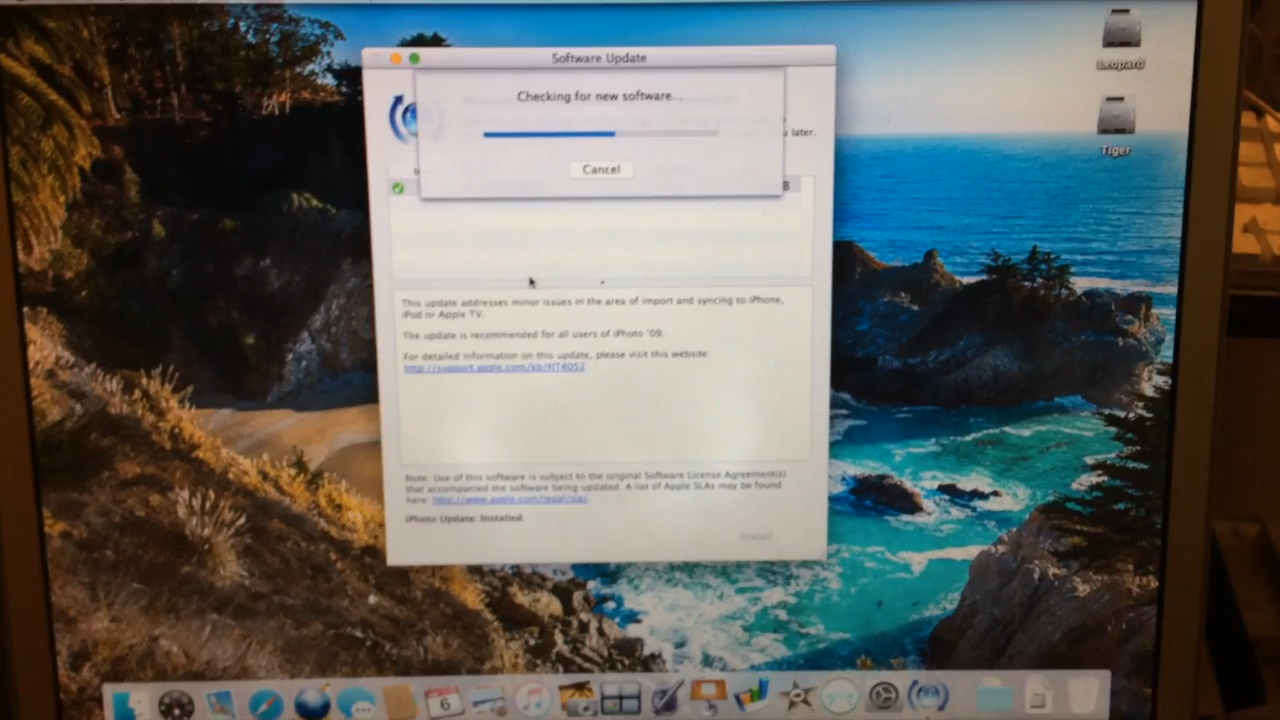 Software Update
Leopard
Checking for new software...
later.
Tiger
Cancel
This update addresses minor issues in the area of import and syncing to iPhone,
iPod or Apple TV.
The update is recommended for all users of iPhoto '09.
For detailed information on this update, please visit this website:
http://support.apple.com/kb/HT4052
Note: Use of this software is subject to the original Software License Agreement(s)
that accompanied the software being updated. A list of Apple SLAs may be found
here: http://www.apple.com/legal/sla/.
iPhoto Update: Installed.
Install
6